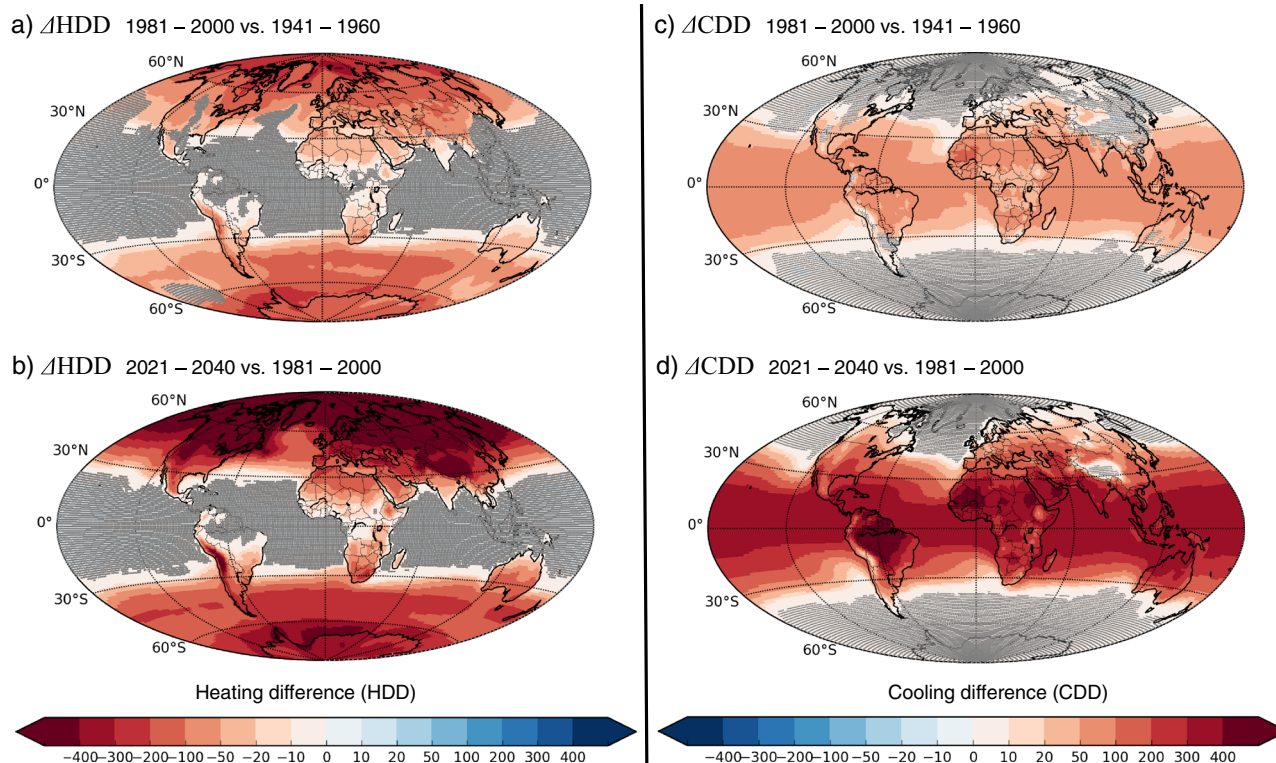 a) ΔHDD 1981 – 2000 vs. 1941 – 1960
60°N
30°N
0°
30°S
60°S
b) ΔHDD 2021 – 2040 vs. 1981 – 2000
60°N
30°N
0°
30°S
60°S
Heating difference (HDD)
−400−300−200−100 −50 −20 −10 0 10 20 50 100 200 300 400
c) ΔCDD 1981 – 2000 vs. 1941 – 1960
60°N
30°N
0°
30°S
60°S
d) ΔCDD 2021 – 2040 vs. 1981 – 2000
60°N
30°N
0°
30°S
60°S
Cooling difference (CDD)
−400−300−200−100 −50 −20 −10 0 10 20 50 100 200 300 400